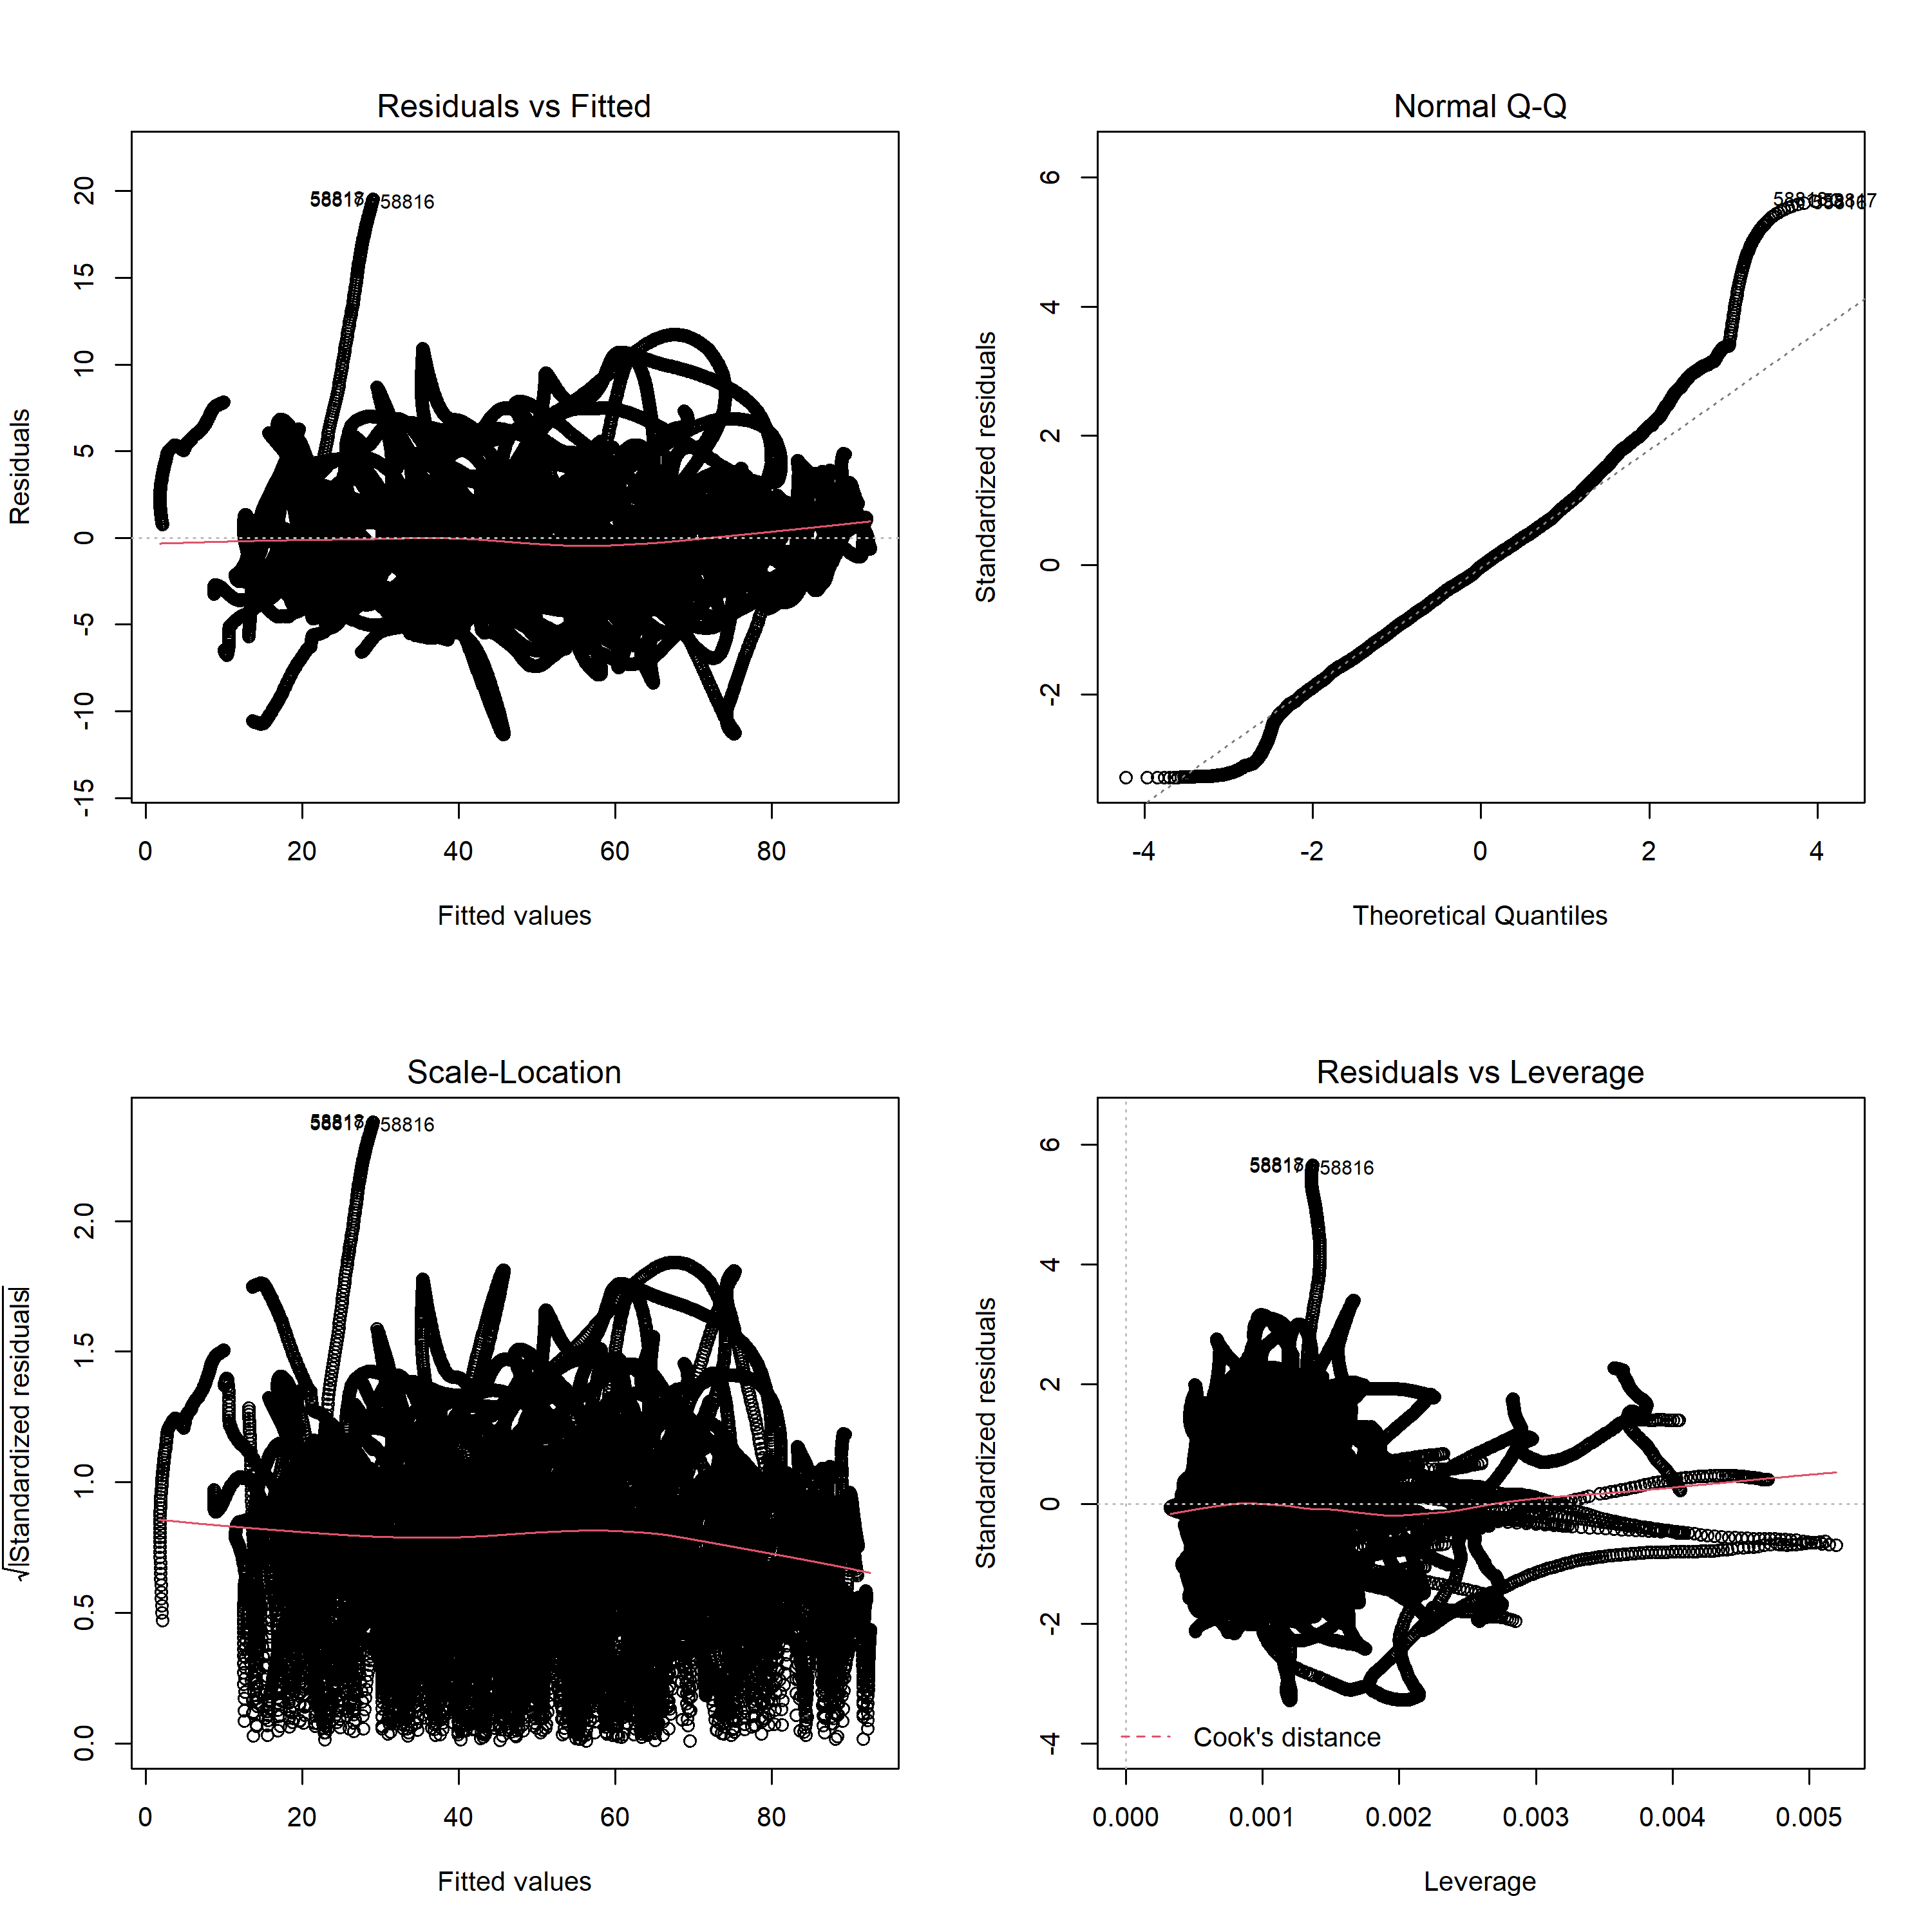 Residuals vs Fitted
Residuals
20
15
10
5
0
-5
-10
-15
58816
0 20 40 60 80
Fitted values
Normal Q-Q
Standardized residuals
6
4
2
0
-2
-4 -2 0 2 4
Theoretical Quantiles
Scale-Location
√|Standardized residuals|
2.0
1.5
1.0
0.5
0.0
58816
0 20 40 60 80
Fitted values
Residuals vs Leverage
Standardized residuals
6
4
2
0
-2
-4
58816
Cook's distance
0.000 0.001 0.002 0.003 0.004 0.005
Leverage